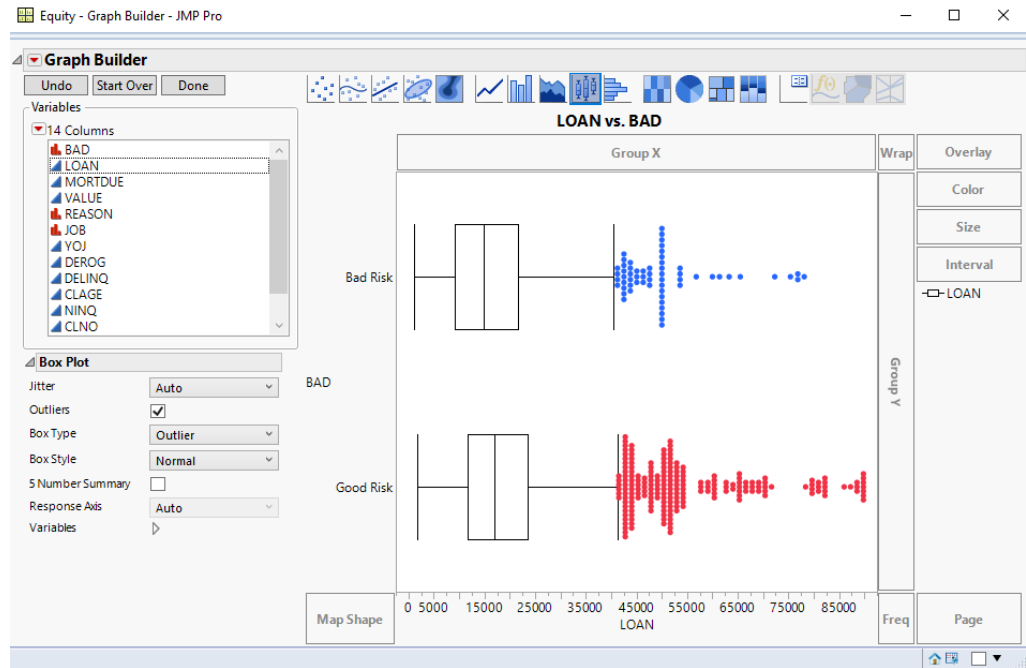 Equity - Graph Builder - JMP Pro
Graph Builder
Undo Start Over Done
Variables
14 Columns
BAD
LOAN
MORTDUE
VALUE
REASON
JOB
YOJ
DEROG
DELINQ
CLAGE
NINQ
CLNO
Box Plot
Jitter Auto
Outliers
Box Type Outlier
Box Style Normal
5 Number Summary
Response Axis Auto
Variables
LOAN vs. BAD
Group X
Wrap
Overlay
Color
Size
Interval
LOAN
Bad Risk
BAD
Good Risk
Group Y
Map Shape
0 5000 15000 25000 35000 45000 55000 65000 75000 85000
LOAN
Freq
Page